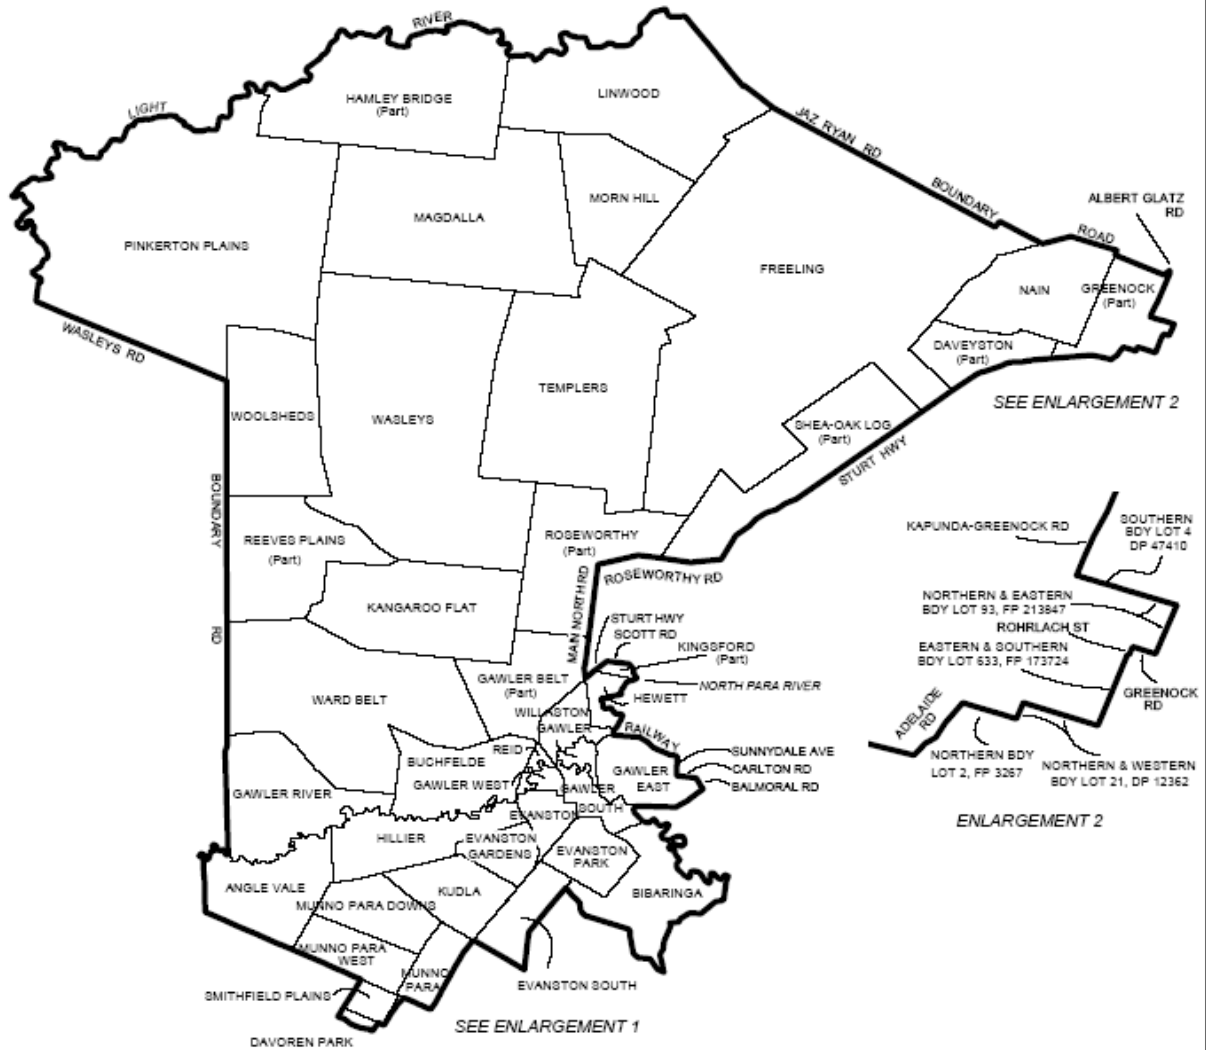 RIVER
LIGHT
HAMLEY BRIDGE
(Part)
LINWOOD
JAZ RYAN RD
BOUNDARY
ROAD
ALBERT GLATZ
RD
MORN HILL
MAGDALLA
PINKERTON PLAINS
FREELING
NAIN
GREENOCK
(Part)
WASLEYS RD
DAVEYSTON
(Part)
TEMPLERS
SEE ENLARGEMENT 2
WOOLSHEDS
WASLEYS
SHEA-OAK LOG
(Part)
STURT HWY
BOUNDARY
RD
REEVES PLAINS
(Part)
ROSEWORTHY
(Part)
ROSEWORTHY RD
MAIN NORTH RD
KANGAROO FLAT
STURT HWY
SCOTT RD
KINGSFORD
(Part)
NORTH PARA RIVER
HEWETT
GAWLER BELT
(Part)
WARD BELT
WILLASTON
GAWLER
RAILWAY
REID
BUCHFELDE
GAWLER WEST
SUNNYDALE AVE
CARLTON RD
BALMORAL RD
GAWLER
EAST
GAWLER RIVER
GAWLER
SOUTH
EVANSTON
HILLIER
EVANSTON
GARDENS
EVANSTON
PARK
ANGLE VALE
KUDLA
BIBARINGA
MUNNO PARA DOWNS
MUNNO PARA
WEST
MUNNO
PARA
SMITHFIELD PLAINS
EVANSTON SOUTH
DAVOREN PARK
SEE ENLARGEMENT 1
KAPUNDA-GREENOCK RD
SOUTHERN
BDY LOT 4
DP 47410
NORTHERN & EASTERN
BDY LOT 93, FP 213847
ROHRLACH ST
EASTERN & SOUTHERN
BDY LOT 633, FP 173724
GREENOCK
RD
ADELAIDE
RD
NORTHERN BDY
LOT 2, FP 3267
NORTHERN & WESTERN
BDY LOT 21, DP 12362
ENLARGEMENT 2